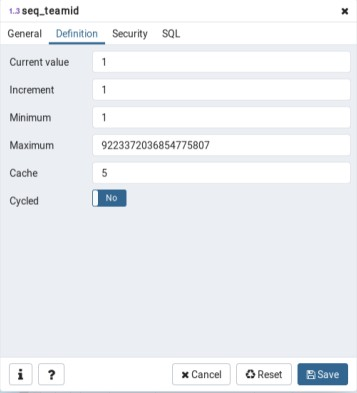 1.3 seq_teamid
General Definition Security SQL
Current value 1
Increment 1
Minimum 1
Maximum 9223372036854775807
Cache 5
Cycled No
i ? Cancel Reset Save